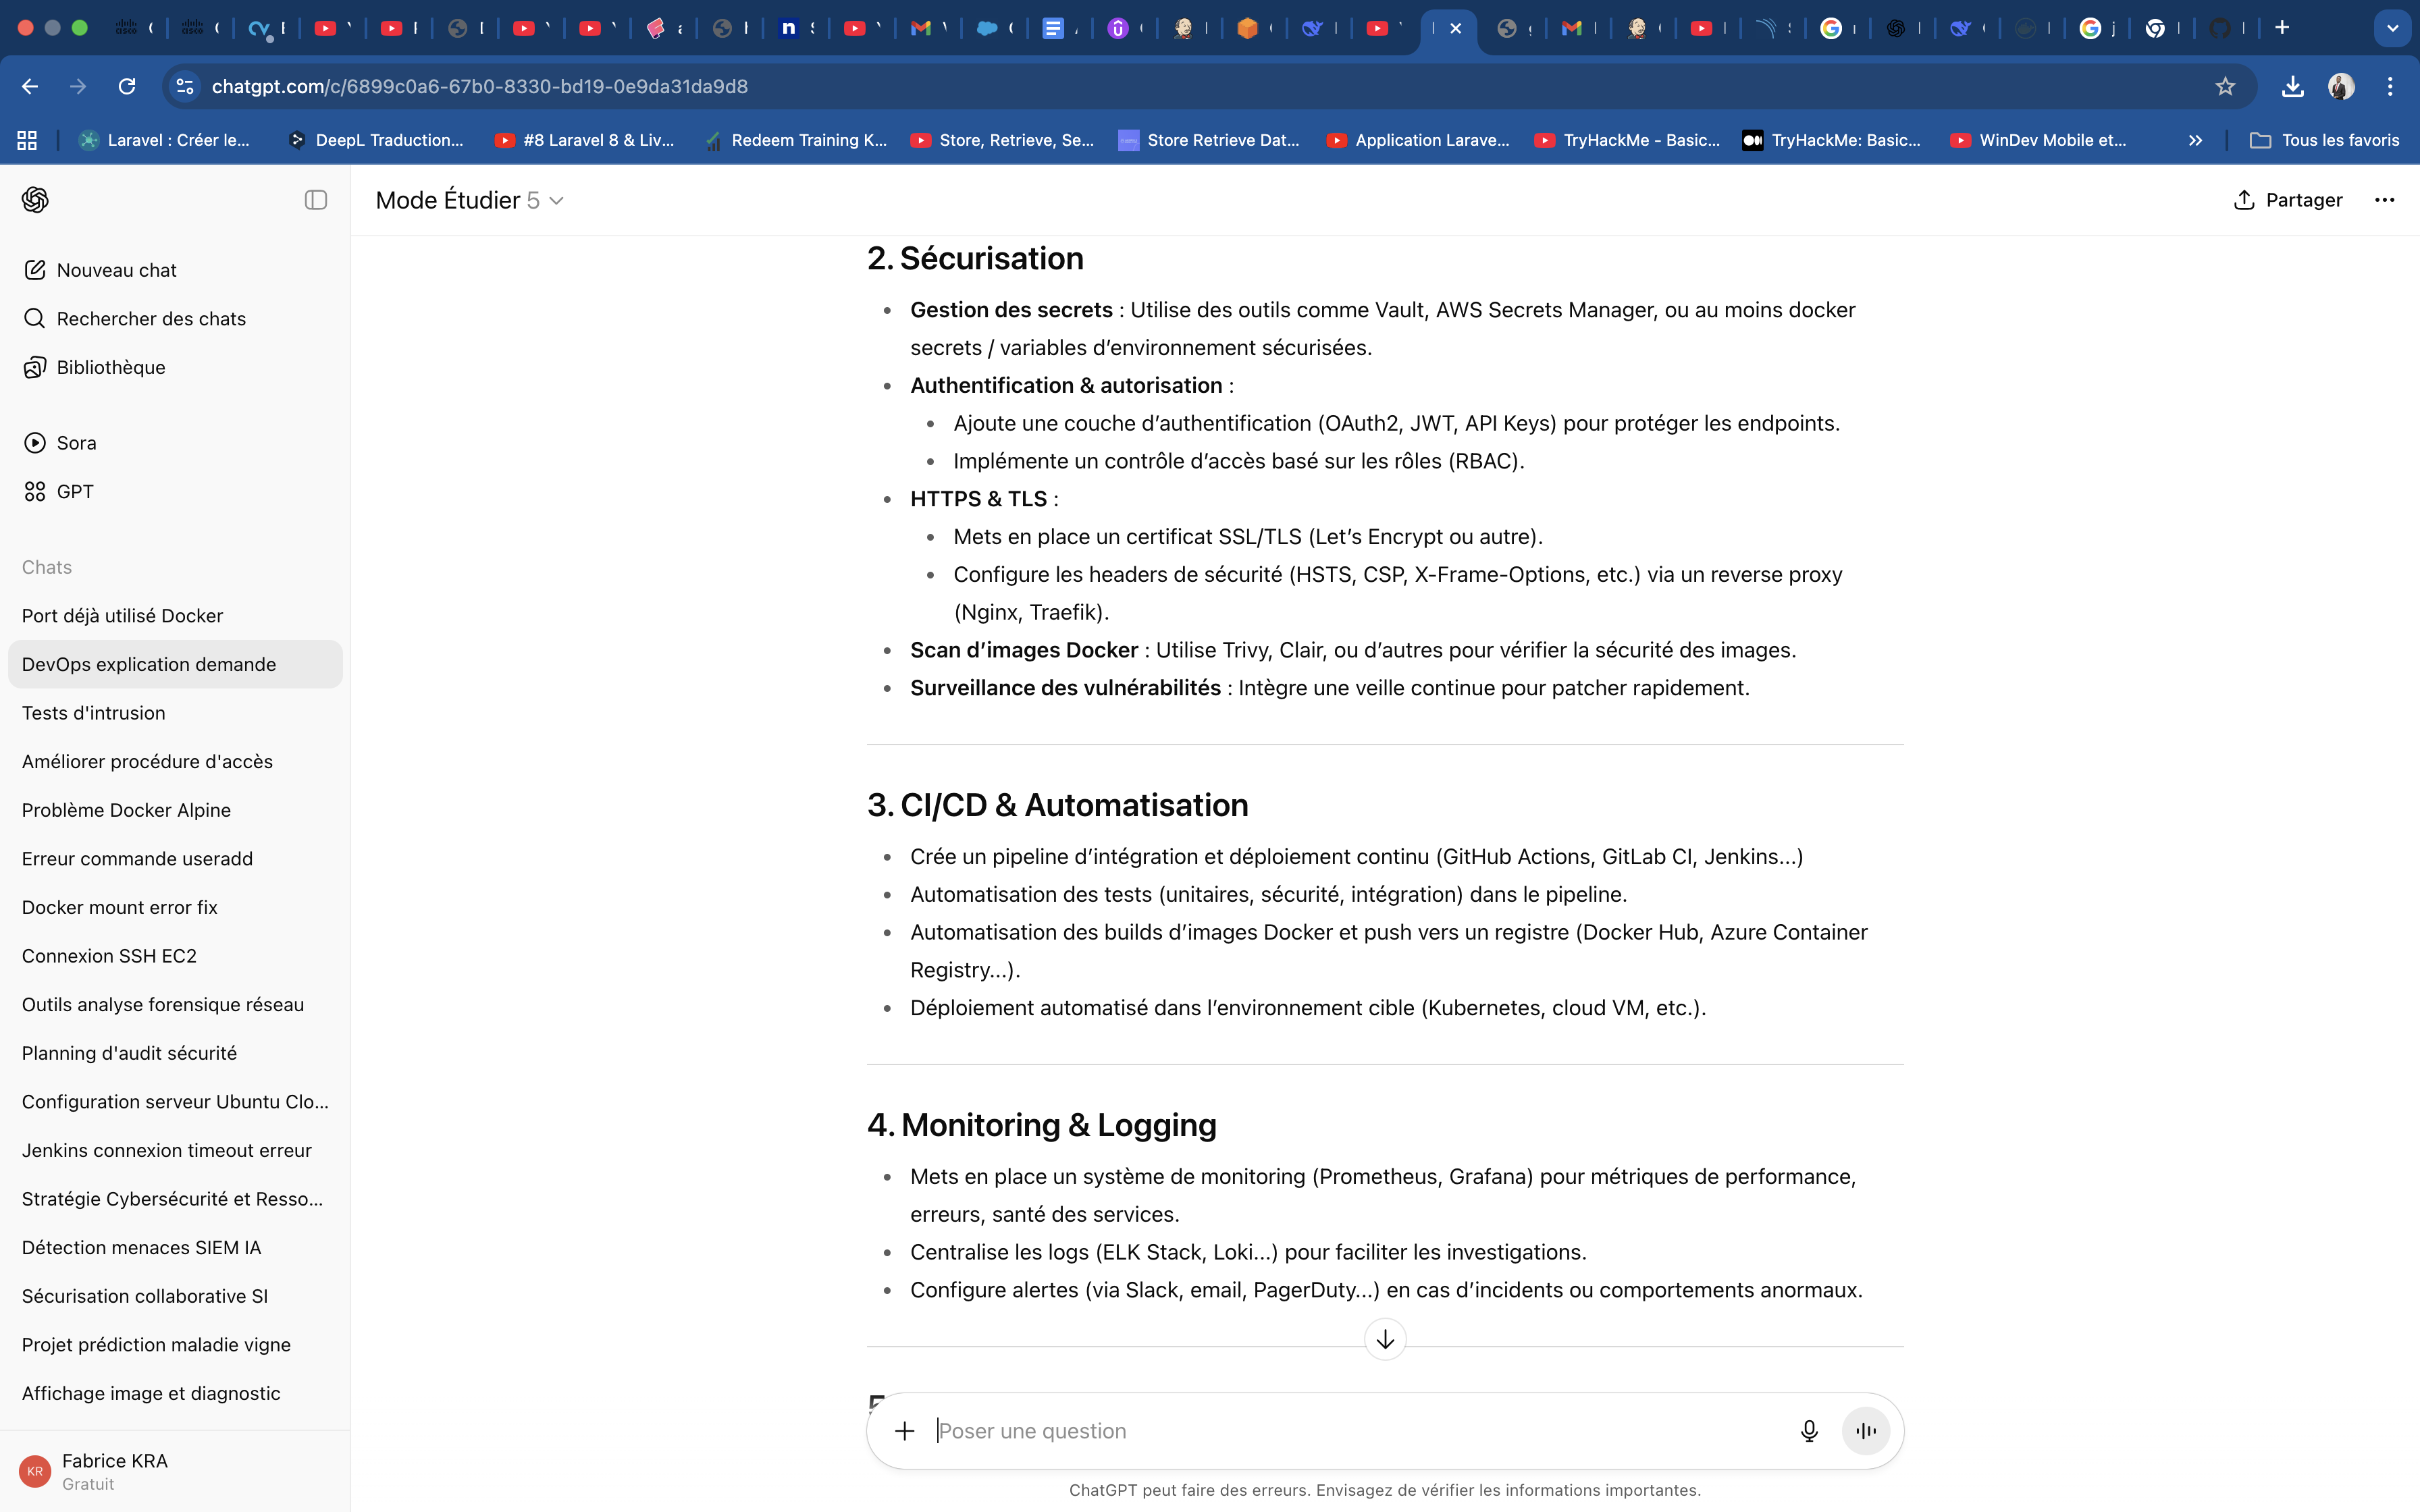 chatgpt.com/c/6899c0a6-67b0-8330-bd19-0e9da31da9d8
Laravel : Créer le...
DeepL Traduction...
#8 Laravel 8 & Liv...
Redeem Training K...
Store, Retrieve, Se...
Store Retrieve Dat...
Application Larave...
TryHackMe - Basic...
TryHackMe: Basic...
WinDev Mobile et...
Tous les favoris
Mode Étudier 5
Partager
Nouveau chat
Rechercher des chats
Bibliothèque
Sora
GPT
Chats
Port déjà utilisé Docker
DevOps explication demande
Tests d'intrusion
Améliorer procédure d'accès
Problème Docker Alpine
Erreur commande useradd
Docker mount error fix
Connexion SSH EC2
Outils analyse forensique réseau
Planning d'audit sécurité
Configuration serveur Ubuntu Clo...
Jenkins connexion timeout erreur
Stratégie Cybersécurité et Resso...
Détection menaces SIEM IA
Sécurisation collaborative SI
Projet prédiction maladie vigne
Affichage image et diagnostic
KR
Fabrice KRA
Gratuit
2. Sécurisation
• Gestion des secrets : Utilise des outils comme Vault, AWS Secrets Manager, ou au moins docker
secrets / variables d’environnement sécurisées.
• Authentification & autorisation :
• Ajoute une couche d’authentification (OAuth2, JWT, API Keys) pour protéger les endpoints.
• Implémente un contrôle d’accès basé sur les rôles (RBAC).
• HTTPS & TLS :
• Mets en place un certificat SSL/TLS (Let’s Encrypt ou autre).
• Configure les headers de sécurité (HSTS, CSP, X-Frame-Options, etc.) via un reverse proxy
(Nginx, Traefik).
• Scan d’images Docker : Utilise Trivy, Clair, ou d’autres pour vérifier la sécurité des images.
• Surveillance des vulnérabilités : Intègre une veille continue pour patcher rapidement.
3. CI/CD & Automatisation
• Crée un pipeline d’intégration et déploiement continu (GitHub Actions, GitLab CI, Jenkins...)
• Automatisation des tests (unitaires, sécurité, intégration) dans le pipeline.
• Automatisation des builds d’images Docker et push vers un registre (Docker Hub, Azure Container
Registry...).
• Déploiement automatisé dans l’environnement cible (Kubernetes, cloud VM, etc.).
4. Monitoring & Logging
• Mets en place un système de monitoring (Prometheus, Grafana) pour métriques de performance,
erreurs, santé des services.
• Centralise les logs (ELK Stack, Loki...) pour faciliter les investigations.
• Configure alertes (via Slack, email, PagerDuty...) en cas d’incidents ou comportements anormaux.
Poser une question
ChatGPT peut faire des erreurs. Envisagez de vérifier les informations importantes.